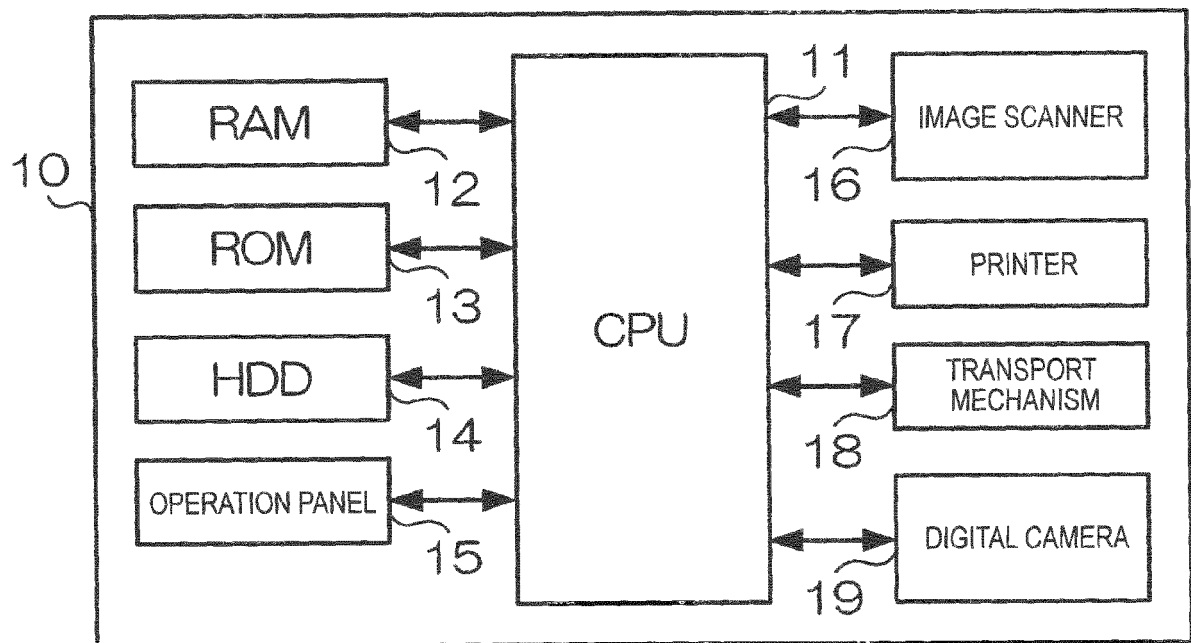 10
RAM
12
ROM
13
HDD
14
OPERATION PANEL
15
CPU
11
IMAGE SCANNER
16
PRINTER
17
TRANSPORT
MECHANISM
18
DIGITAL CAMERA
19